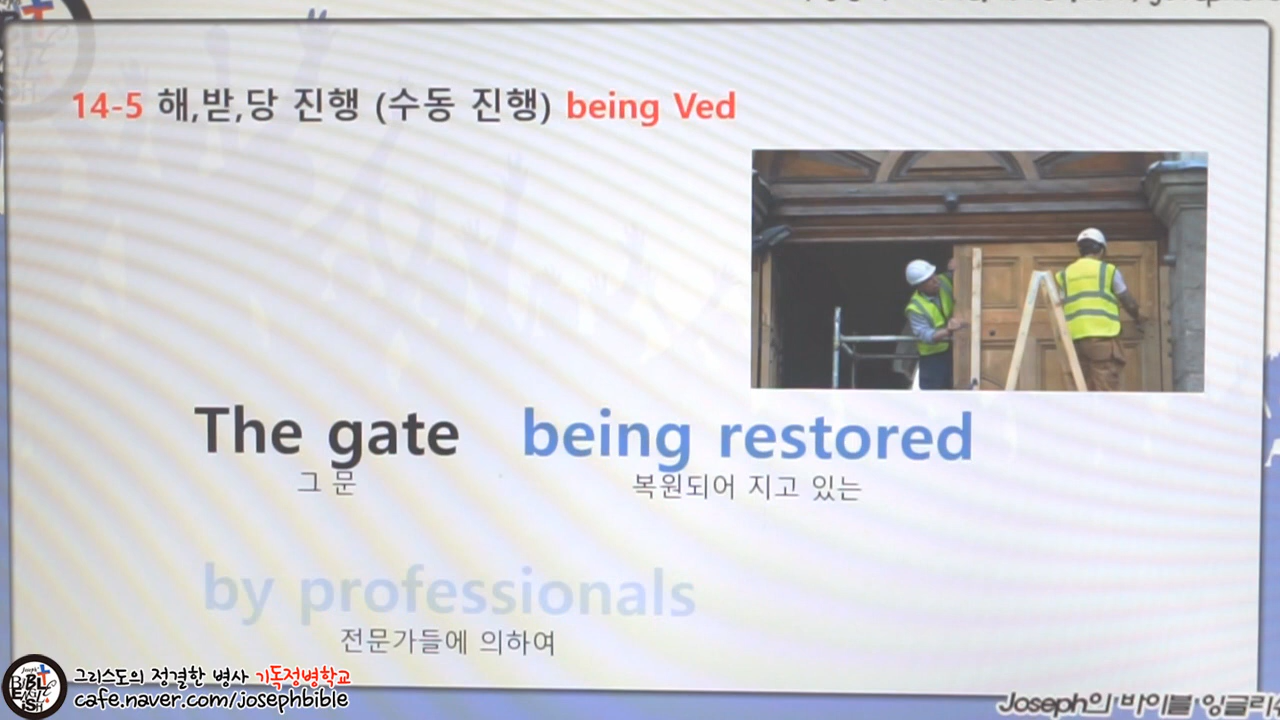 14-5 해,받,당 진행 (수동 진행) being Ved
The gate being restored
그 문 복원되어 지고 있는
by professionals
전문가들에 의하여
그리스도의 정결한 병사 기독정병학교
cafe.naver.com/josephbible
Joseph의 바이블 잉글리